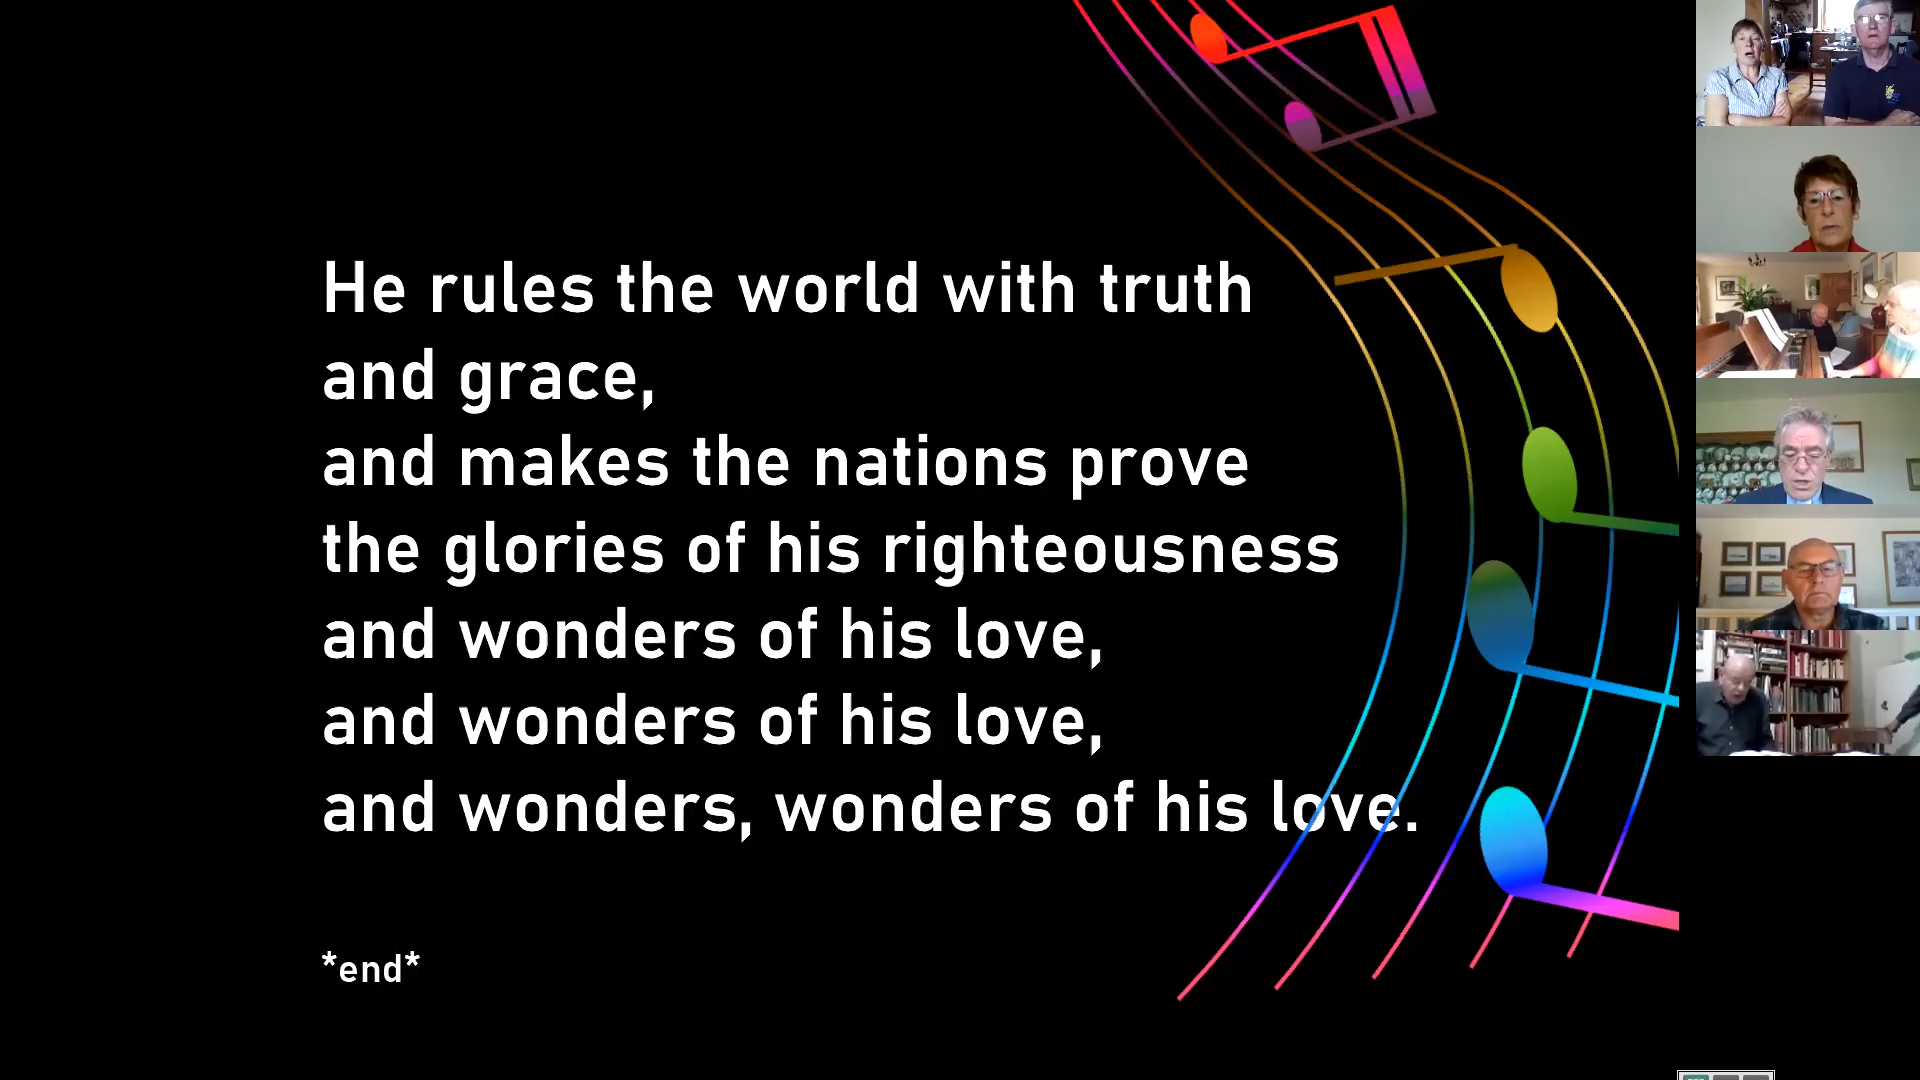 He rules the world with truth
and grace,
and makes the nations prove
the glories of his righteousness
and wonders of his love,
and wonders of his love,
and wonders, wonders of his love.
*end*